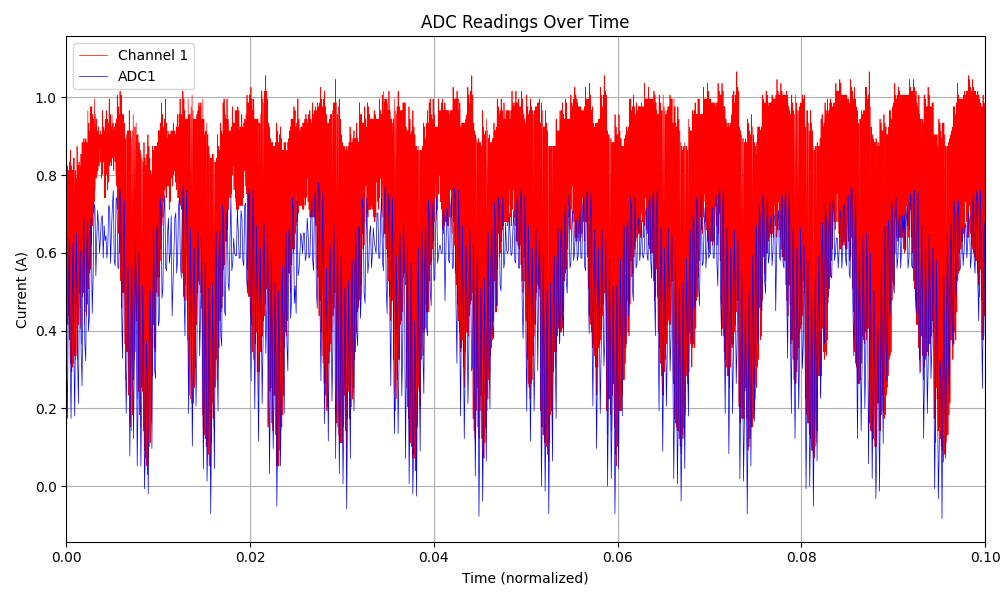 ADC Readings Over Time
Channel 1
ADC1
Current (A)
1.0
0.8
0.6
0.4
0.2
0.0
0.00
0.02
0.04
0.06
0.08
0.10
Time (normalized)